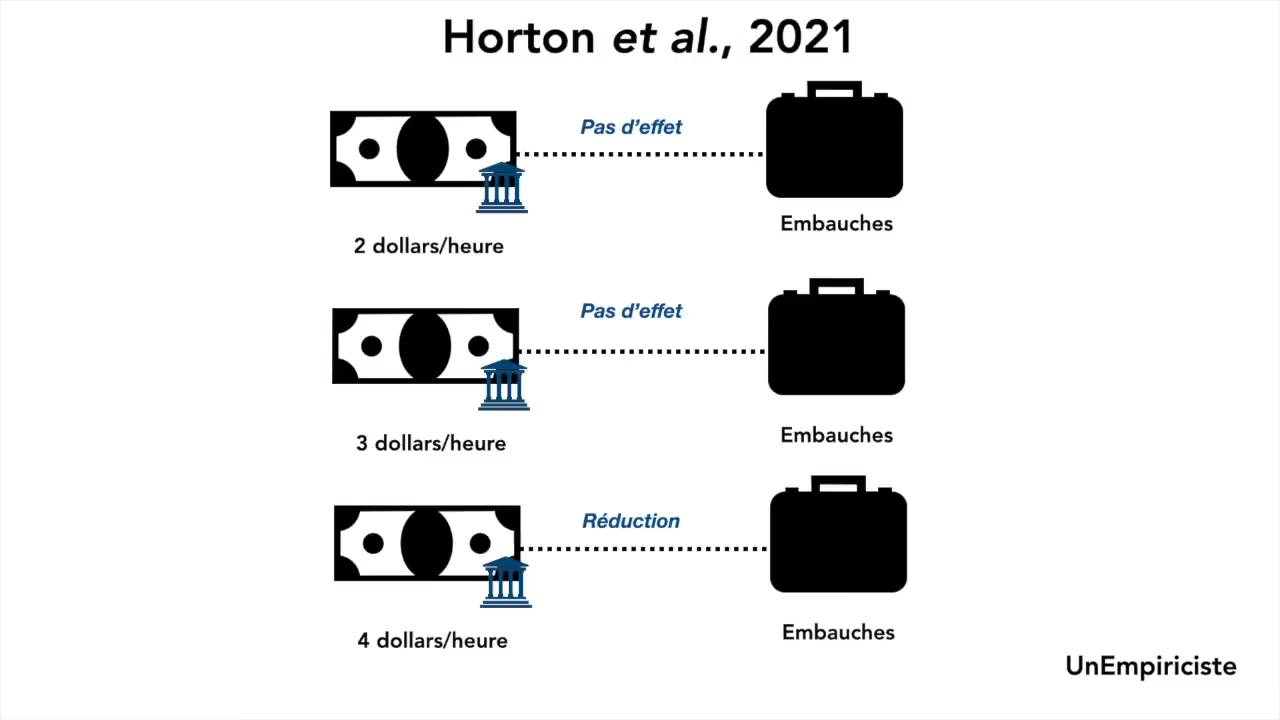 Horton et al., 2021
Pas d’effet
Embauches
2 dollars/heure
Pas d’effet
Embauches
3 dollars/heure
Réduction
Embauches
4 dollars/heure
UnEmpiriciste